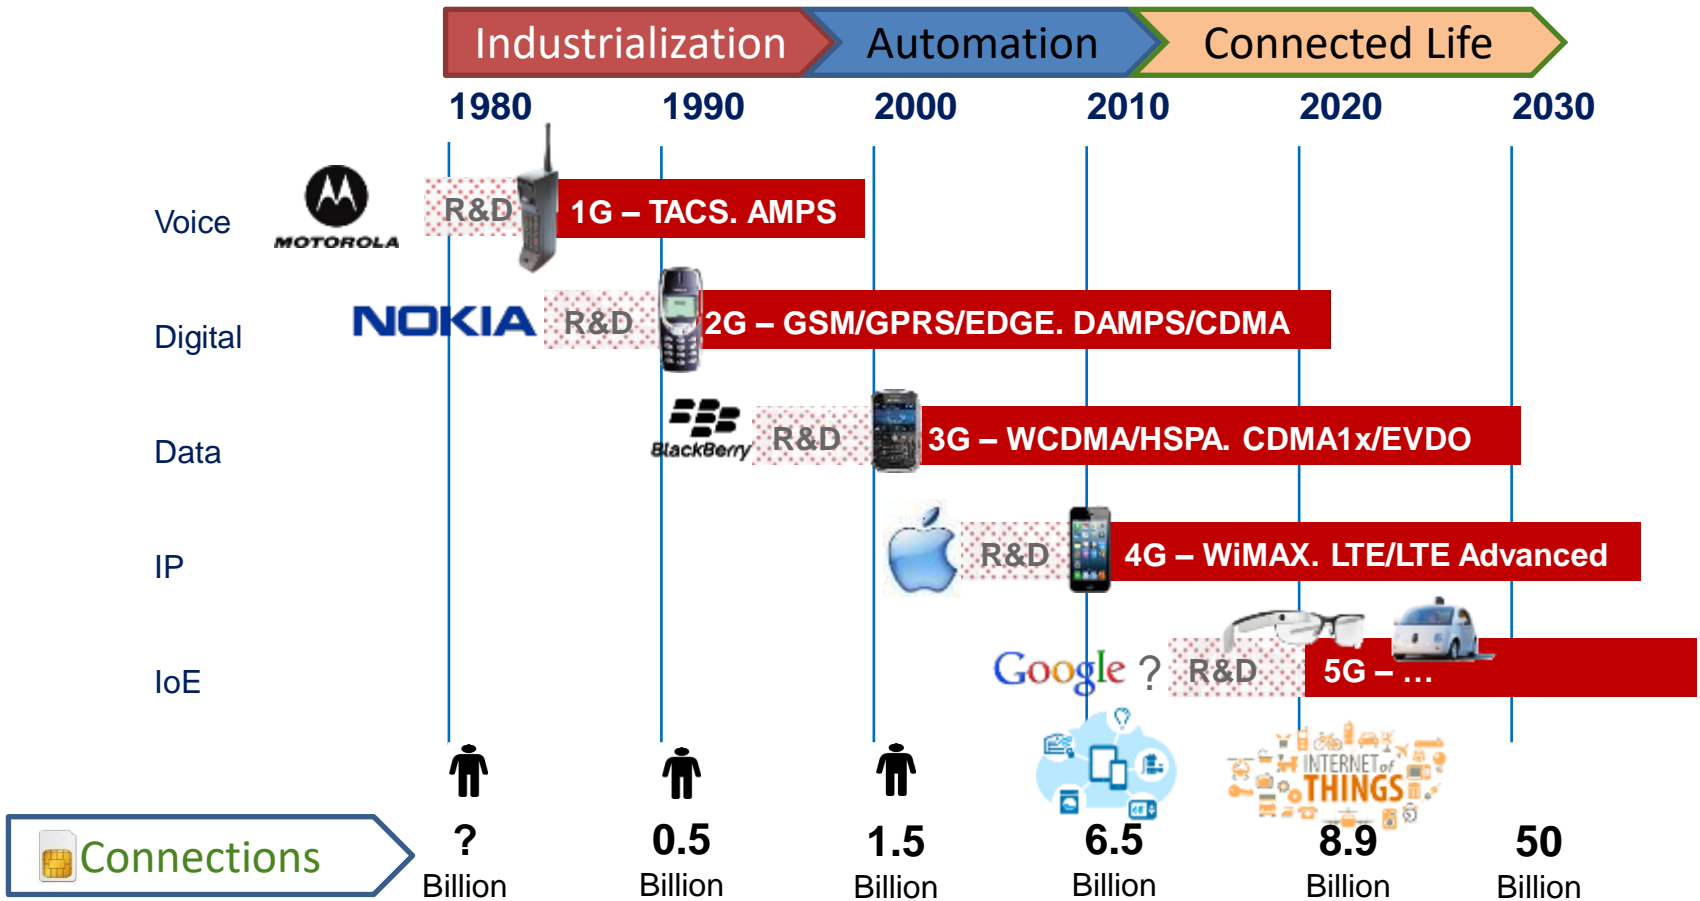 Industrialization
Automation
Connected Life
1980
1990
2000
2010
2020
2030
Voice
MOTOROLA
R&D
1G – TACS. AMPS
Digital
NOKIA
R&D
2G – GSM/GPRS/EDGE. DAMPS/CDMA
Data
BlackBerry
R&D
3G – WCDMA/HSPA. CDMA1x/EVDO
IP
R&D
4G – WiMAX. LTE/LTE Advanced
IoE
Google ?
R&D
5G – ...
INTERNET of
THINGS
Connections
?
Billion
0.5
Billion
1.5
Billion
6.5
Billion
8.9
Billion
50
Billion